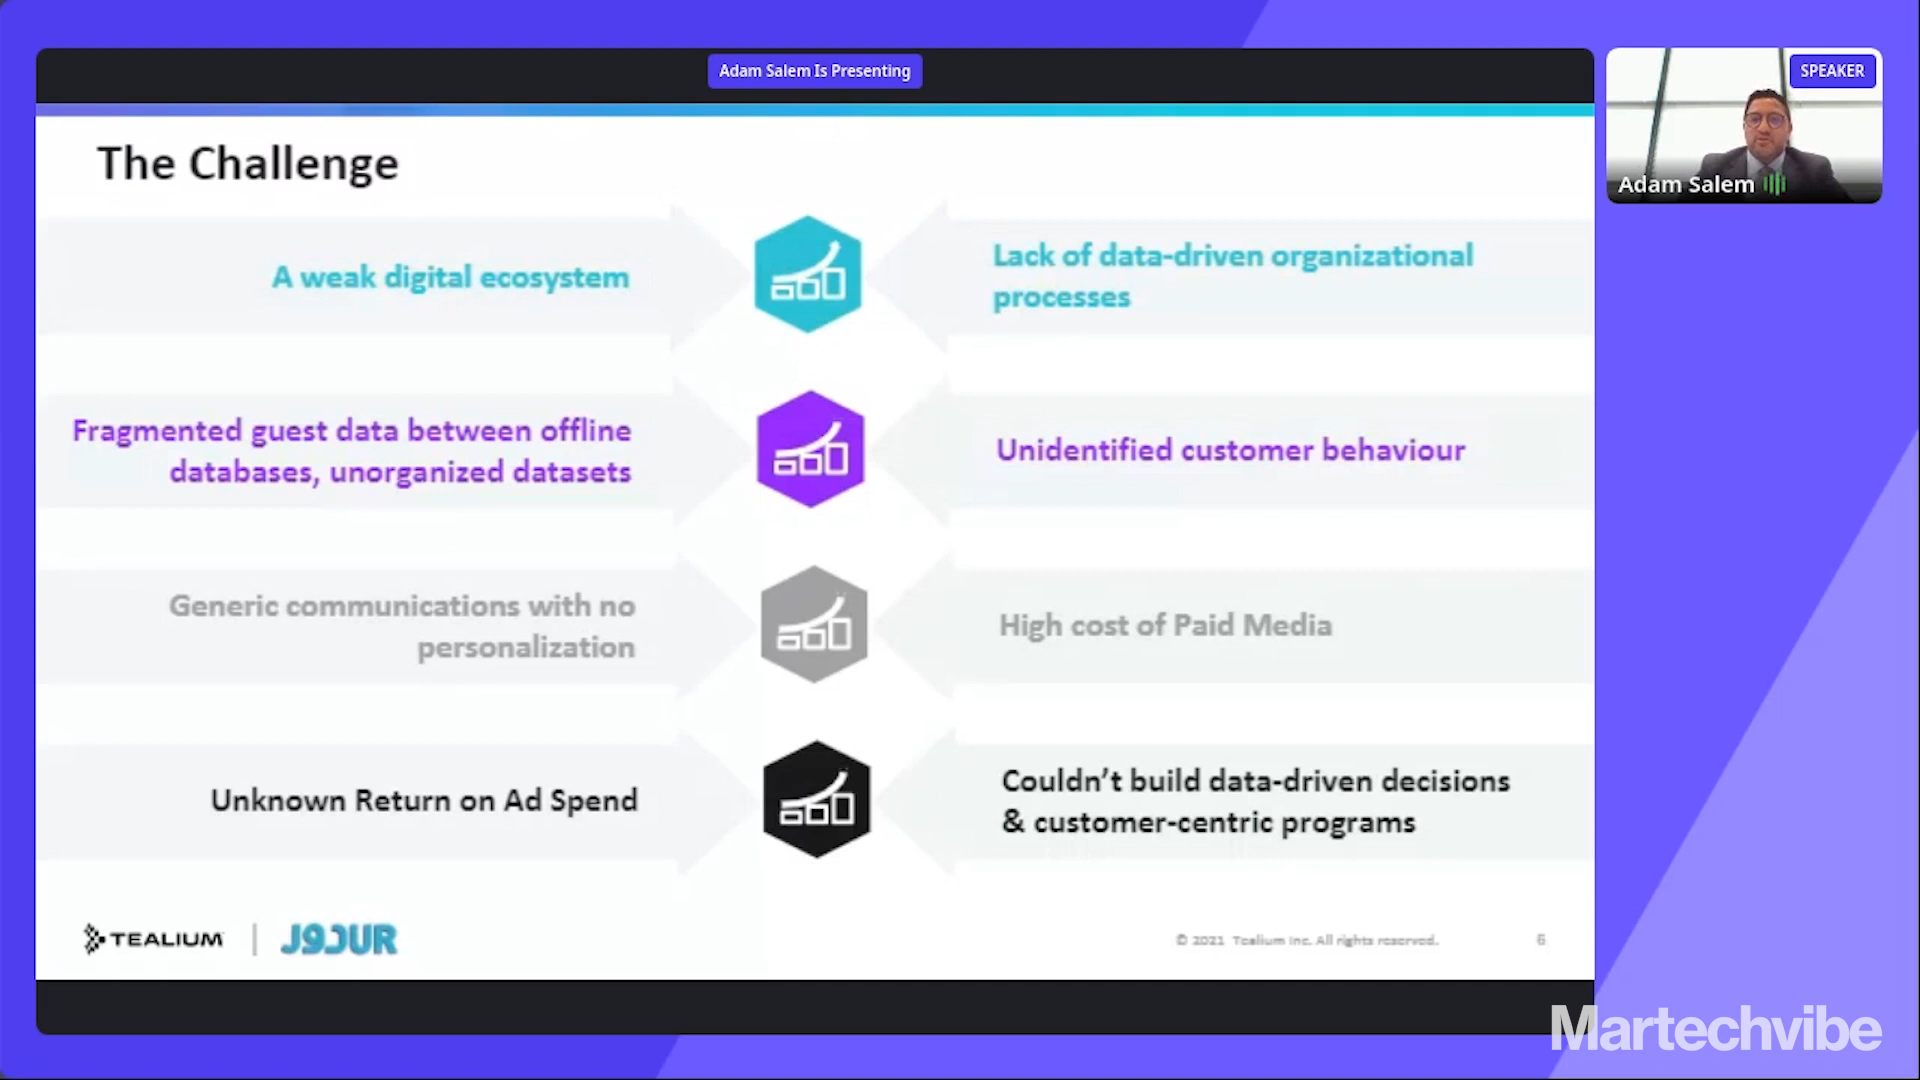 Adam Salem Is Presenting
SPEAKER
Adam Salem
The Challenge
A weak digital ecosystem
Lack of data-driven organizational
processes
Fragmented guest data between offline
databases, unorganized datasets
Unidentified customer behaviour
Generic communications with no
personalization
High cost of Paid Media
Unknown Return on Ad Spend
Couldn’t build data-driven decisions
& customer-centric programs
TEALIUM
© 2021 Tealium Inc. All rights reserved.
6
Martechvibe